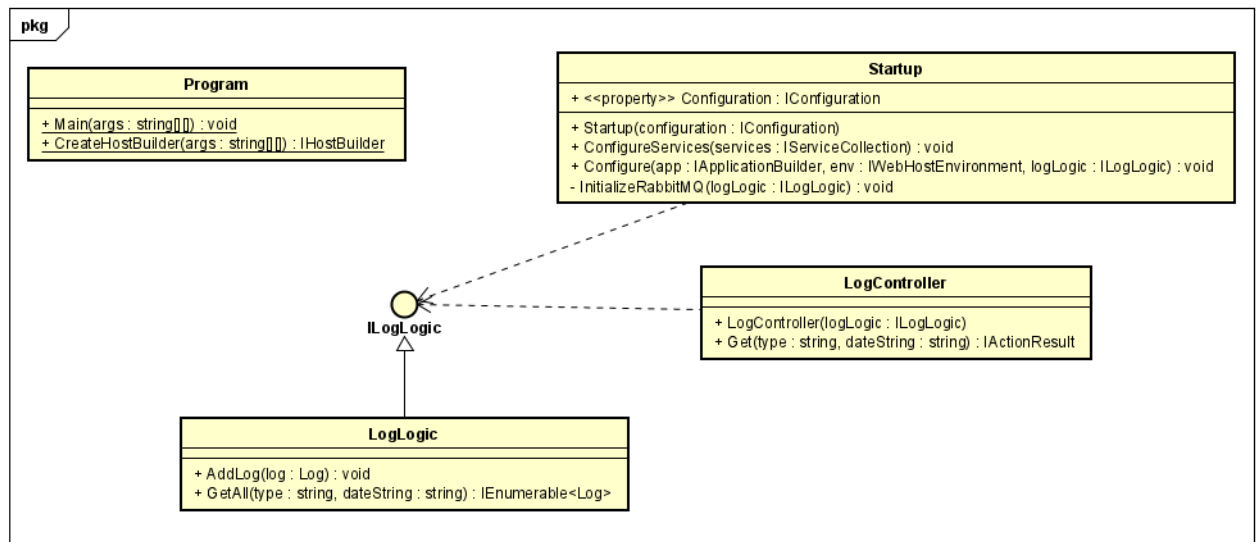 pkg
Program
+ Main(args : string[][]) : void
+ CreateHostBuilder(args : string[][]) : IHostBuilder
Startup
+ <<property>> Configuration : IConfiguration
+ Startup(configuration : IConfiguration)
+ ConfigureServices(services : IServiceCollection) : void
+ Configure(app : IApplicationBuilder, env : IWebHostEnvironment, logLogic : ILogLogic) : void
- InitializeRabbitMQ(logLogic : ILogLogic) : void
ILogLogic
LogController
+ LogController(logLogic : ILogLogic)
+ Get(type : string, dateString : string) : IActionResult
LogLogic
+ AddLog(log : Log) : void
+ GetAll(type : string, dateString : string) : IEnumerable<Log>